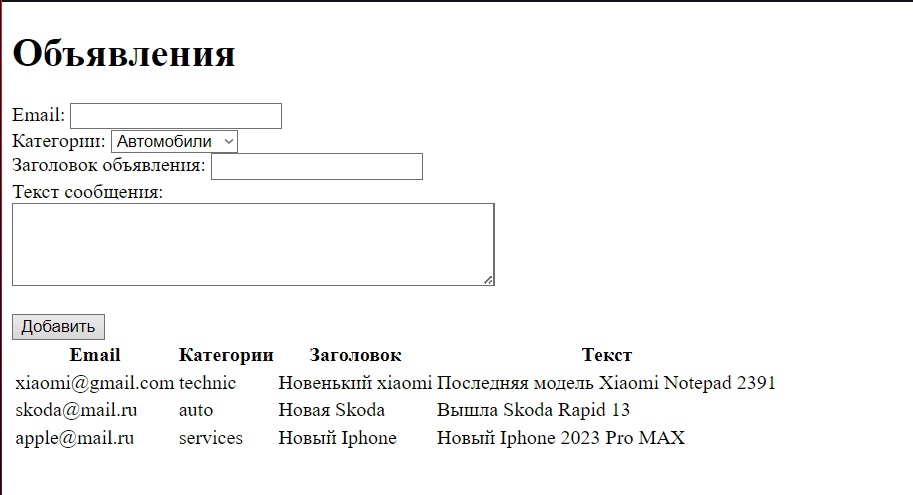 Объявления
Email:
Категории: Автомобили
Заголовок объявления:
Текст сообщения:
Добавить
Email Категории Заголовок Текст
xiaomi@gmail.com technic Новенький xiaomi Последняя модель Xiaomi Notepad 2391
skoda@mail.ru auto Новая Skoda Вышла Skoda Rapid 13
apple@mail.ru services Новый Iphone Новый Iphone 2023 Pro MAX